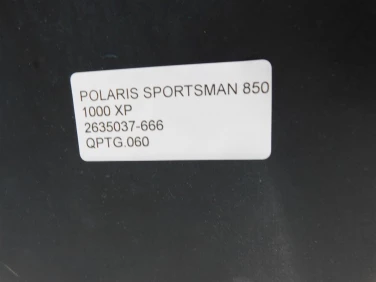 POLARIS SPORTSMAN 850
1000 XP
2635037-666
QPTG.060